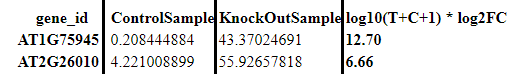 gene_id ControlSample KnockOutSample log10(T+C+1) * log2FC
AT1G75945 0.208444884 43.37024691 12.70
AT2G26010 4.221008899 55.92657818 6.66